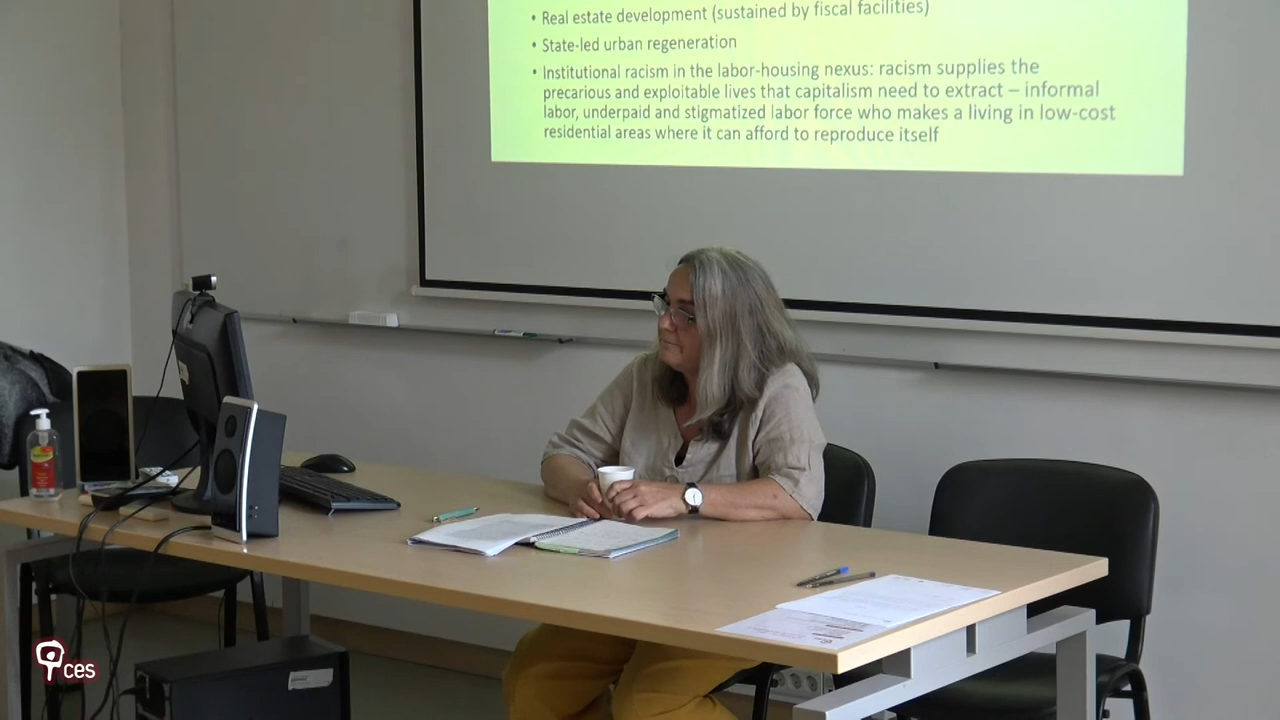 • Real estate development (sustained by fiscal facilities)
• State-led urban regeneration
• Institutional racism in the labor-housing nexus: racism supplies the
precarious and exploitable lives that capitalism need to extract – informal
labor, underpaid and stigmatized labor force who makes a living in low-cost
residential areas where it can afford to reproduce itself
ces